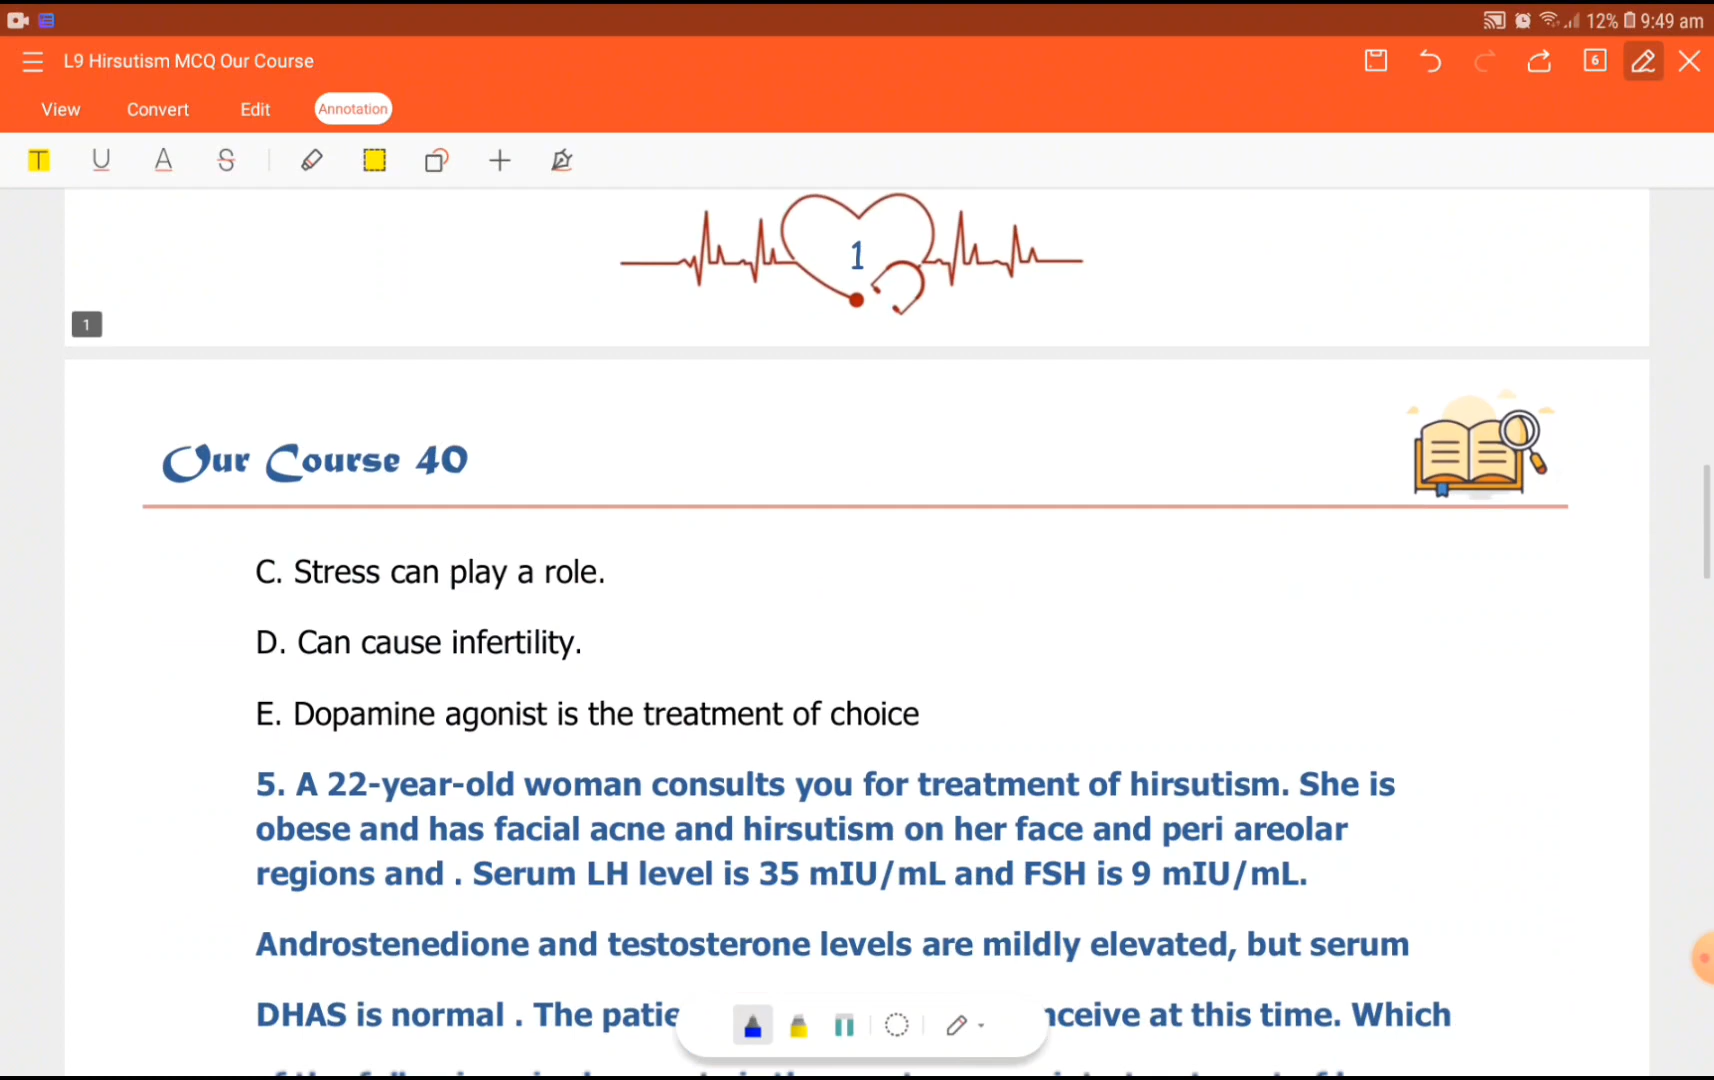 12% 9:49 am
L9 Hirsutism MCQ Our Course
6
View Convert Edit Annotation
T U A S
1
1
Our Course 40
C. Stress can play a role.
D. Can cause infertility.
E. Dopamine agonist is the treatment of choice
5. A 22-year-old woman consults you for treatment of hirsutism. She is
obese and has facial acne and hirsutism on her face and peri areolar
regions and . Serum LH level is 35 mIU/mL and FSH is 9 mIU/mL.
Androstenedione and testosterone levels are mildly elevated, but serum
DHAS is normal . The at this time. Which